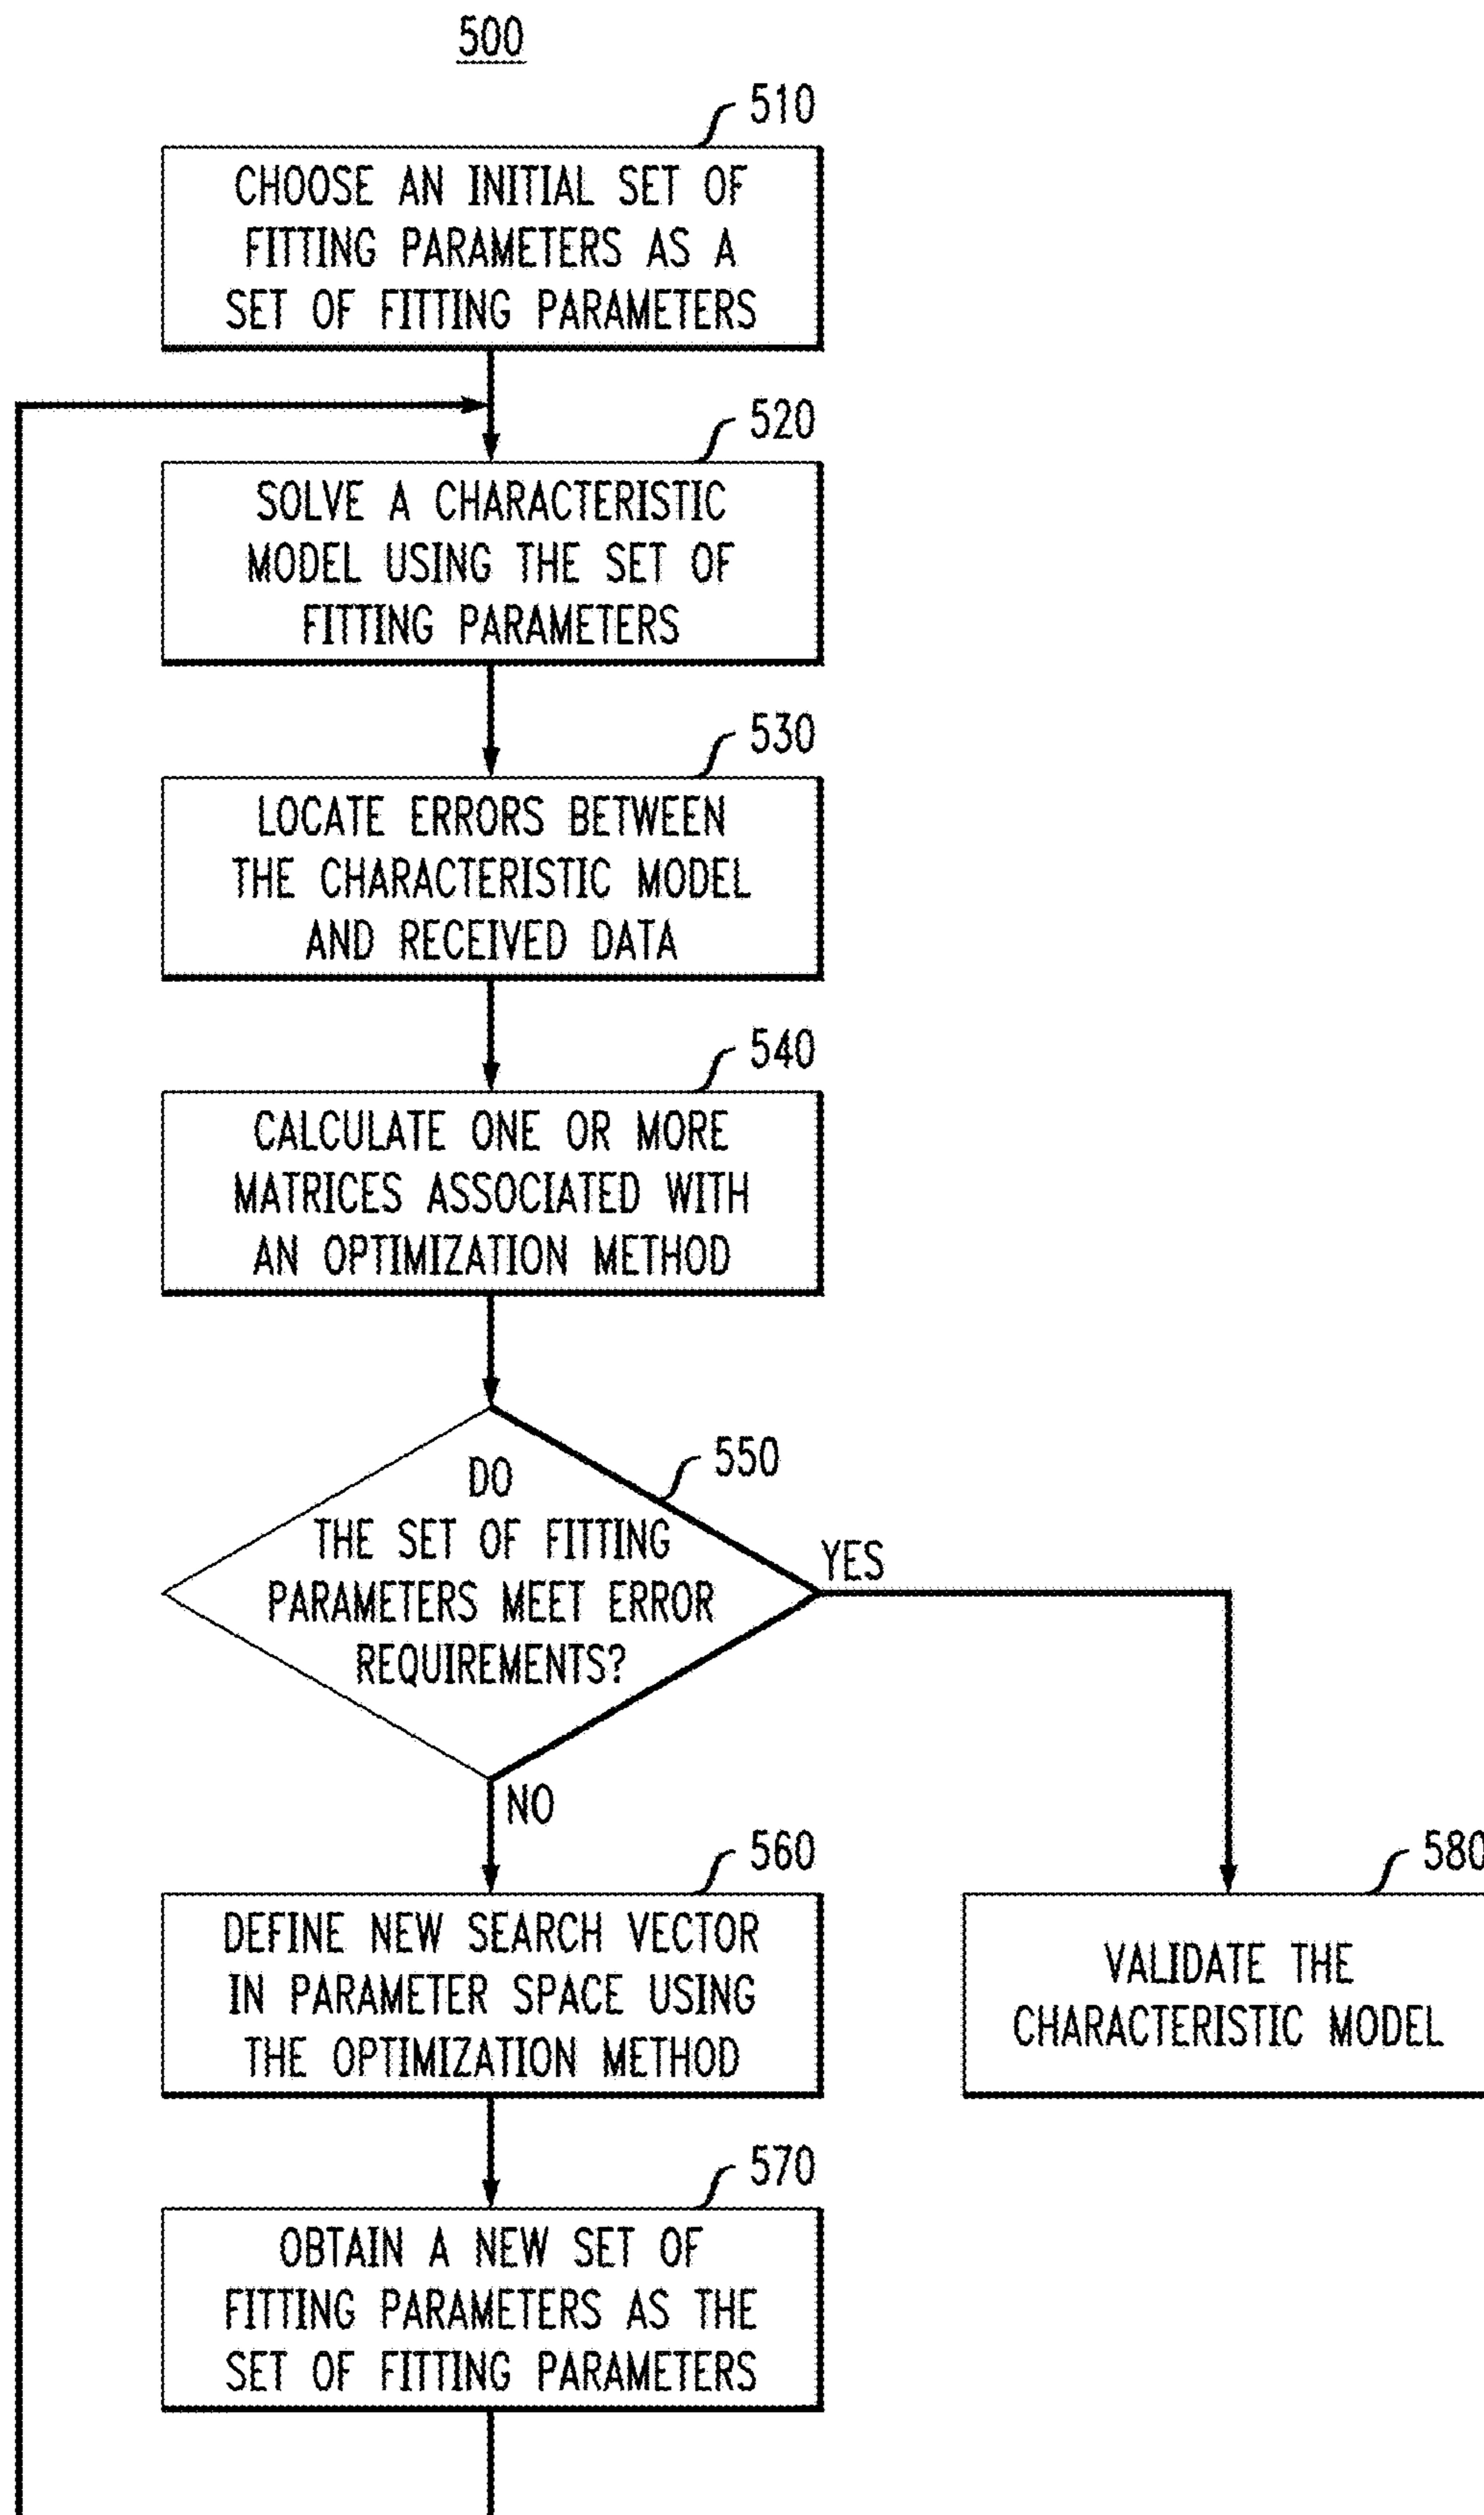 500
510
CHOOSE AN INITIAL SET OF
FITTING PARAMETERS AS A
SET OF FITTING PARAMETERS
520
SOLVE A CHARACTERISTIC
MODEL USING THE SET OF
FITTING PARAMETERS
530
LOCATE ERRORS BETWEEN
THE CHARACTERISTIC MODEL
AND RECEIVED DATA
540
CALCULATE ONE OR MORE
MATRICES ASSOCIATED WITH
AN OPTIMIZATION METHOD
550
DO
THE SET OF FITTING
PARAMETERS MEET ERROR
REQUIREMENTS?
YES
NO
560
DEFINE NEW SEARCH VECTOR
IN PARAMETER SPACE USING
THE OPTIMIZATION METHOD
580
VALIDATE THE
CHARACTERISTIC MODEL
570
OBTAIN A NEW SET OF
FITTING PARAMETERS AS THE
SET OF FITTING PARAMETERS